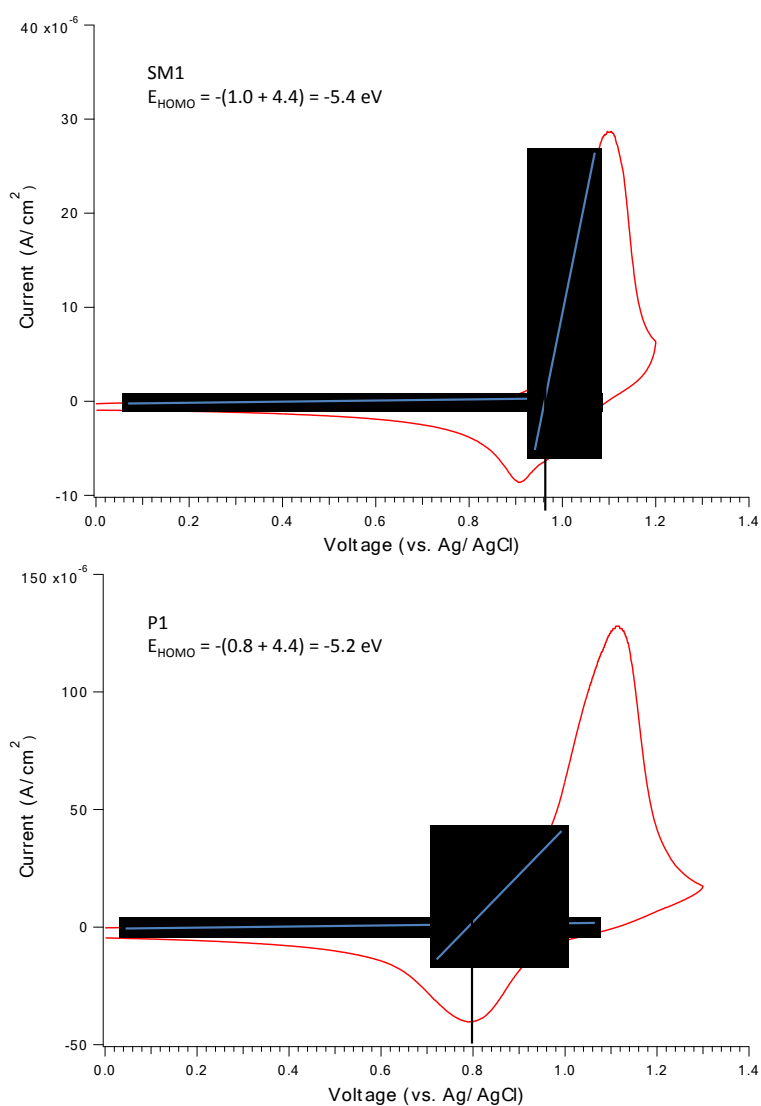 40 x10^-6
SM1
E_HOMO = -(1.0 + 4.4) = -5.4 eV
30
20
10
0
-10
Current (A/cm^2)
0.0 0.2 0.4 0.6 0.8 1.0 1.2 1.4
Voltage (vs. Ag/AgCl)
150 x10^-6
P1
E_HOMO = -(0.8 + 4.4) = -5.2 eV
100
50
0
-50
Current (A/cm^2)
0.0 0.2 0.4 0.6 0.8 1.0 1.2 1.4
Voltage (vs. Ag/AgCl)